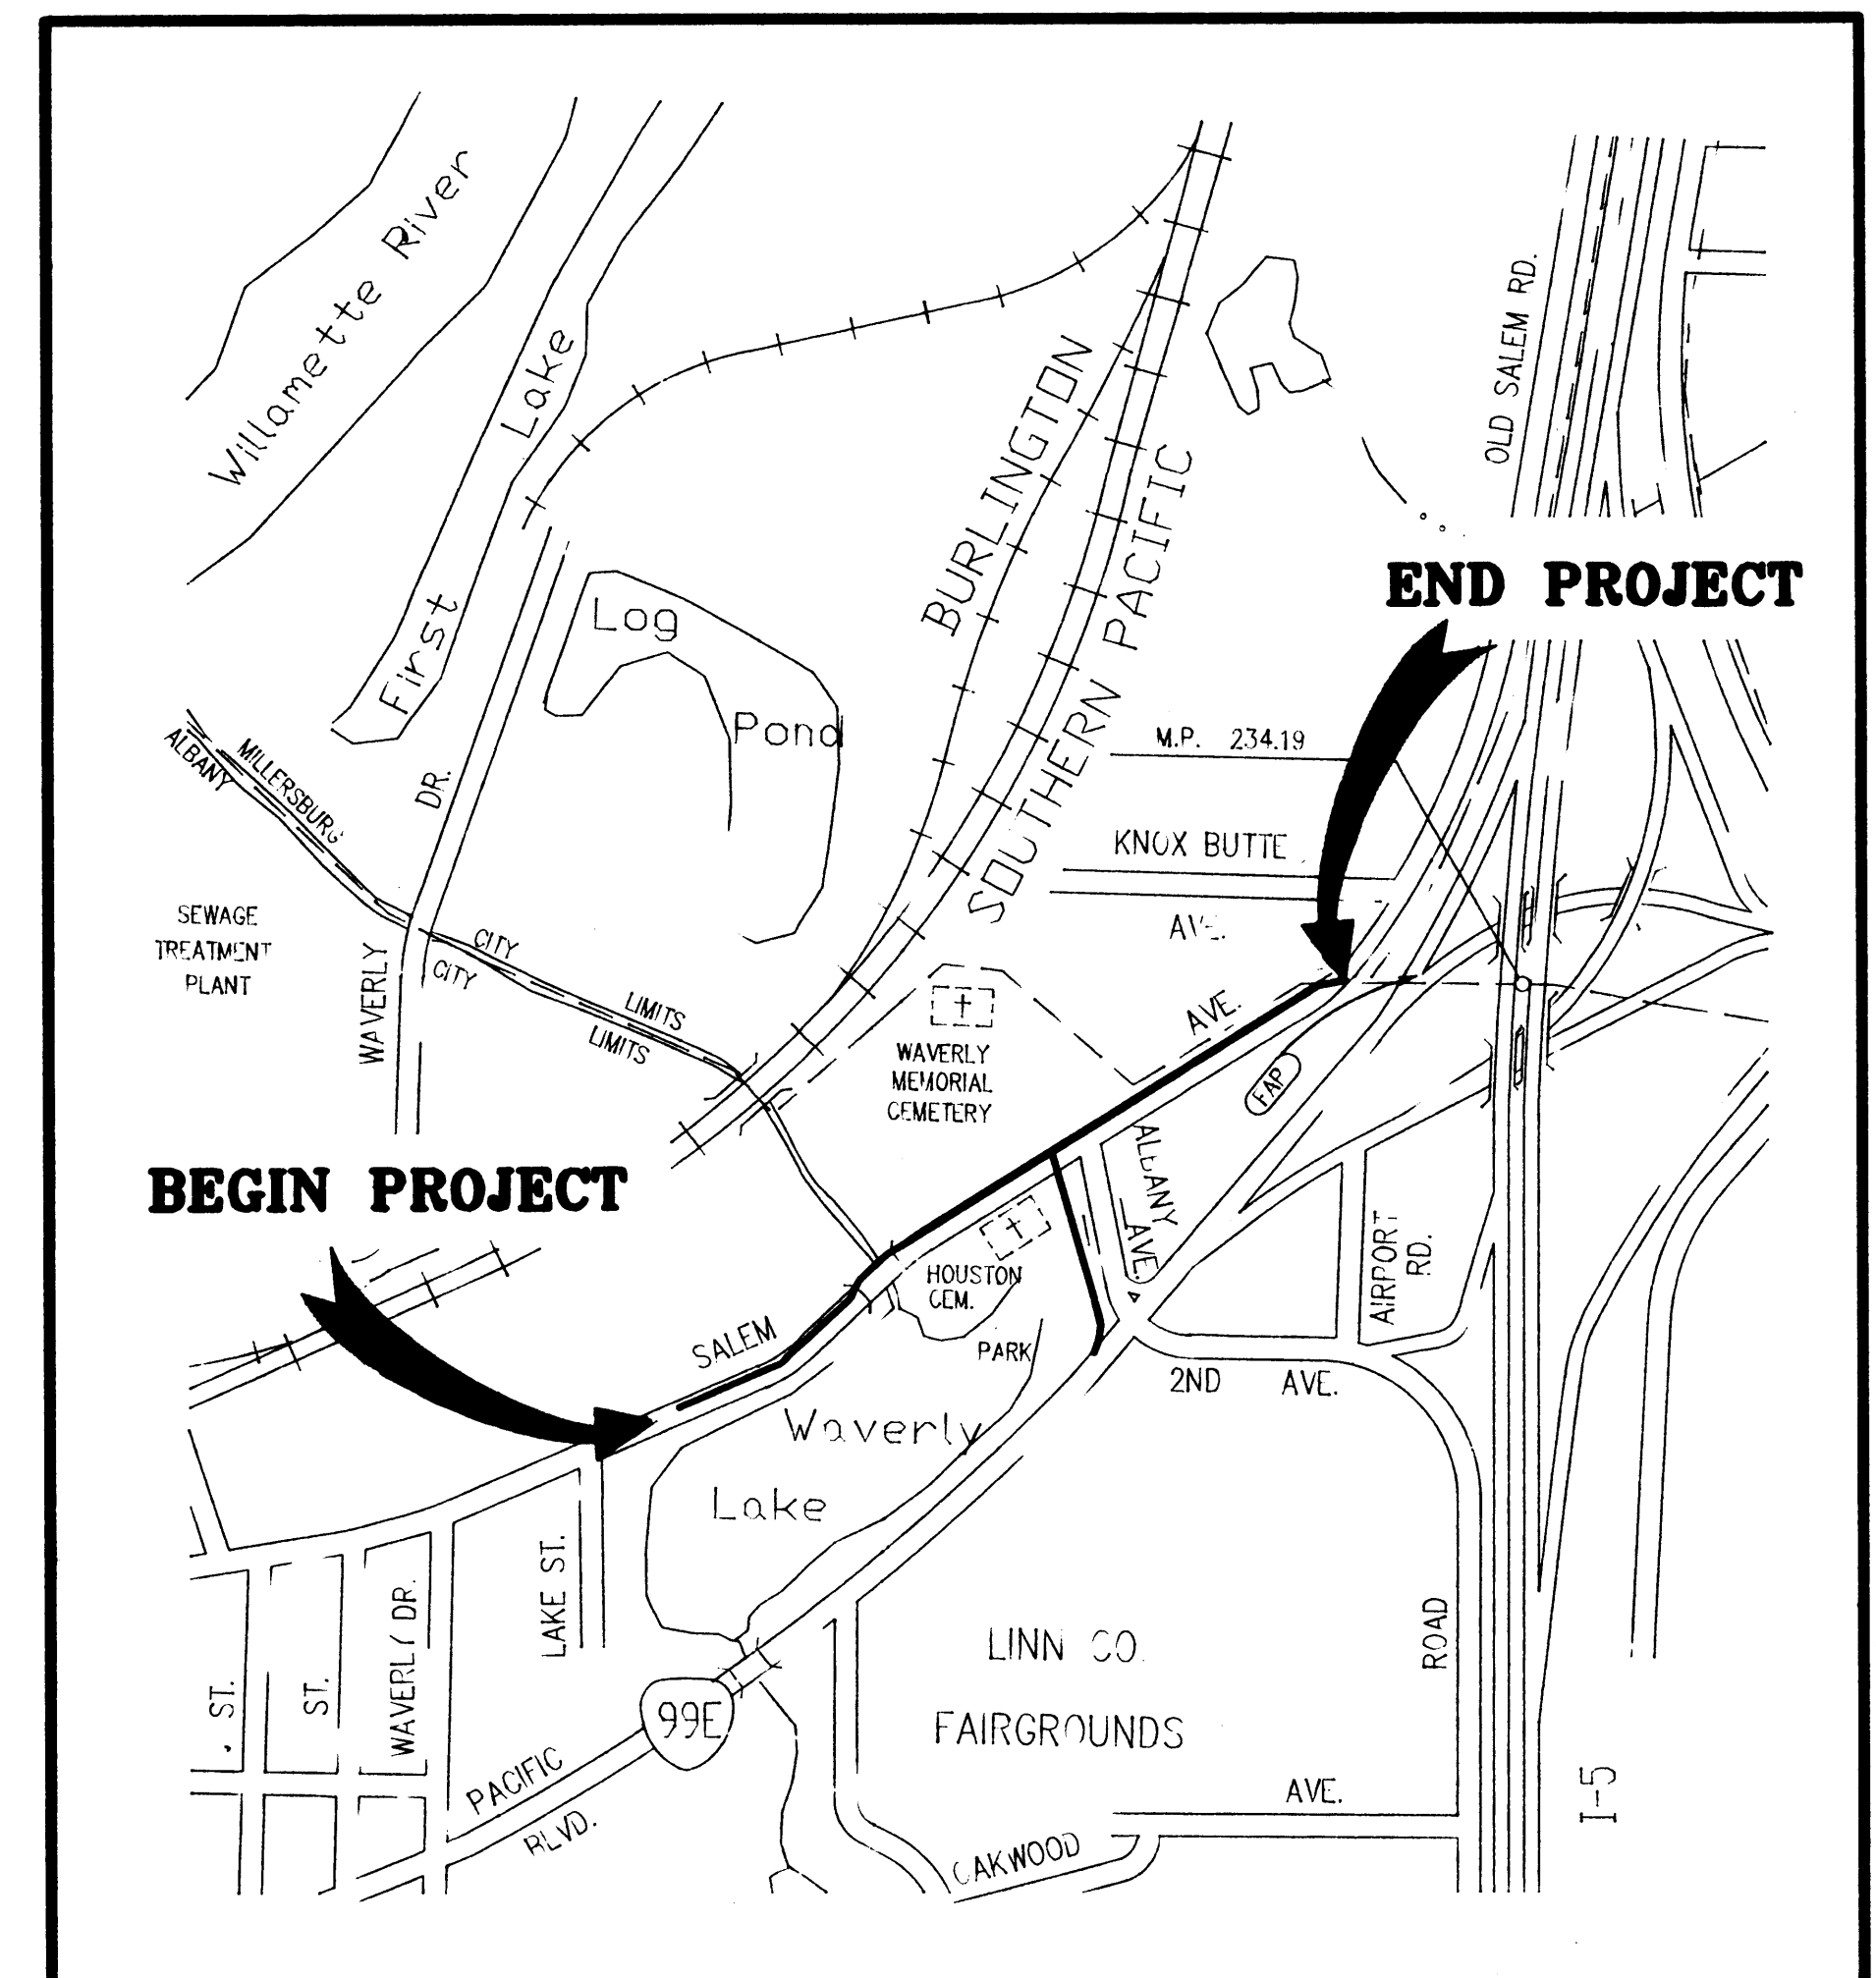 Willamette River
First Lake
OLD SALEM RD.
BURLINGTON
SOUTHERN PACIFIC
END PROJECT
Log
Pond
M.P. 234.19
MILLERSBURG
ALBANY
DR.
KNOX BUTTE
AVE.
SEWAGE
TREATMENT
PLANT
WAVERLY
CITY
CITY
LIMITS
LIMITS
WAVERLY
MEMORIAL
CEMETERY
AVE.
FAP
ALBANY
AVE.
BEGIN PROJECT
AIRPORT
RD.
HOUSTON
CEM.
SALEM
PARK
2ND AVE.
Waverly
Lake
LAKE ST.
WAVERLY DR.
ST.
ST.
LINN CO.
FAIRGROUNDS
ROAD
99E
PACIFIC
BLVD.
AVE.
OAKWOOD
I-5